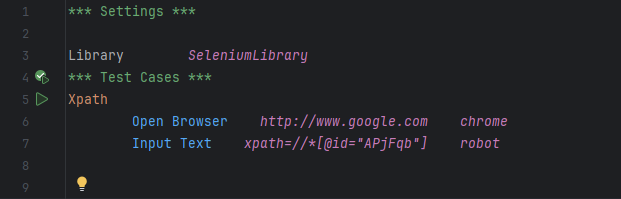 1 *** Settings ***
2
3 Library SeleniumLibrary
4 *** Test Cases ***
5 Xpath
6 Open Browser http://www.google.com chrome
7 Input Text xpath=//*[@id="APjFqb"] robot
8
9